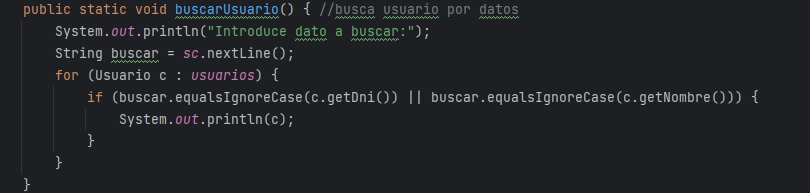 public static void buscarUsuario() { //busca usuario por datos
    System.out.println("Introduce dato a buscar:");
    String buscar = sc.nextLine();
    for (Usuario c : usuarios) {
        if (buscar.equalsIgnoreCase(c.getDni()) || buscar.equalsIgnoreCase(c.getNombre())) {
            System.out.println(c);
        }
    }
}